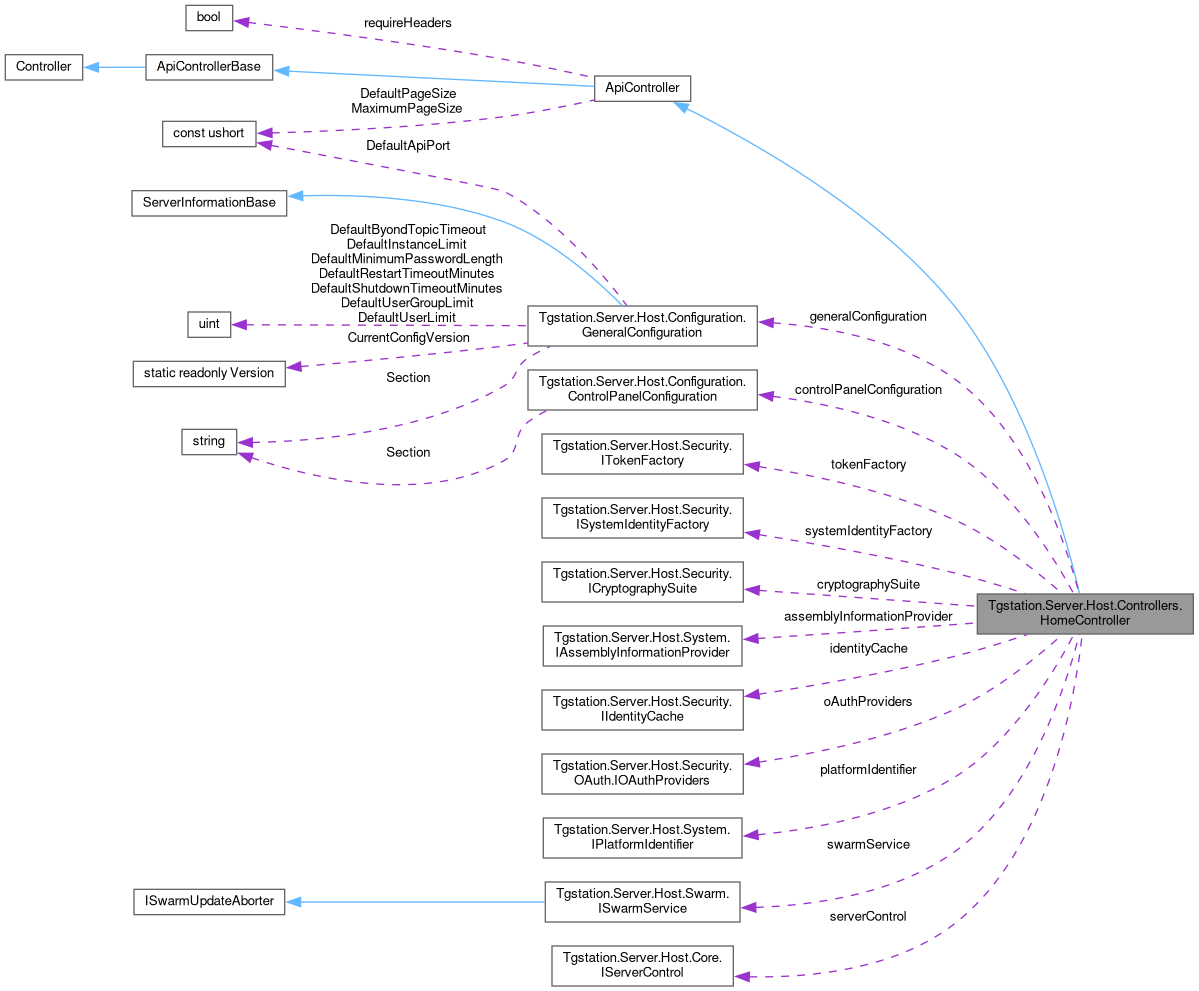 bool
requireHeaders
Controller
ApiControllerBase
ApiController
DefaultPageSize
MaximumPageSize
const ushort
DefaultApiPort
ServerInformationBase
DefaultByondTopicTimeout
DefaultInstanceLimit
DefaultMinimumPasswordLength
DefaultRestartTimeoutMinutes
DefaultShutdownTimeoutMinutes
DefaultUserGroupLimit
DefaultUserLimit
uint
Tgstation.Server.Host.Configuration.
GeneralConfiguration
generalConfiguration
CurrentConfigVersion
static readonly Version
Section
Tgstation.Server.Host.Configuration.
ControlPanelConfiguration
controlPanelConfiguration
string
Section
Tgstation.Server.Host.Security.
ITokenFactory
tokenFactory
Tgstation.Server.Host.Security.
ISystemIdentityFactory
systemIdentityFactory
Tgstation.Server.Host.Security.
ICryptographySuite
cryptographySuite
Tgstation.Server.Host.Controllers.
HomeController
assemblyInformationProvider
Tgstation.Server.Host.System.
IAssemblyInformationProvider
identityCache
Tgstation.Server.Host.Security.
IIdentityCache
oAuthProviders
Tgstation.Server.Host.Security.
OAuth.IOAuthProviders
platformIdentifier
Tgstation.Server.Host.System.
IPlatformIdentifier
swarmService
ISwarmUpdateAborter
Tgstation.Server.Host.Swarm.
ISwarmService
serverControl
Tgstation.Server.Host.Core.
IServerControl